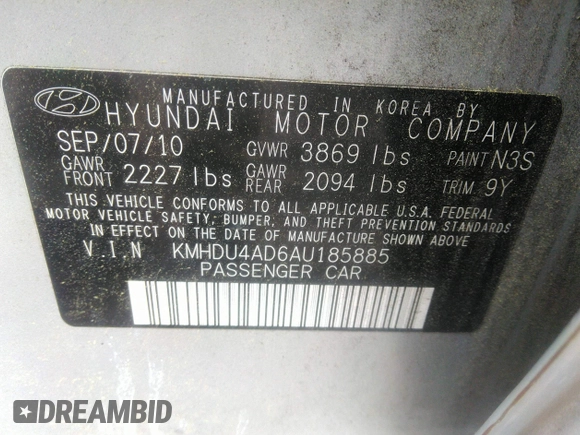 MANUFACTURED IN KOREA BY
HYUNDAI MOTOR COMPANY
SEP/07/10 GVWR 3869 lbs PAINT N3S
GAWR FRONT 2227 lbs GAWR REAR 2094 lbs TRIM 9Y
THIS VEHICLE CONFORMS TO ALL APPLICABLE U.S.A. FEDERAL
MOTOR VEHICLE SAFETY, BUMPER, AND THEFT PREVENTION STANDARDS
IN EFFECT ON THE DATE OF MANUFACTURE SHOWN ABOVE.
V I N KMHDU4AD6AU185885
PASSENGER CAR
DREAMBID